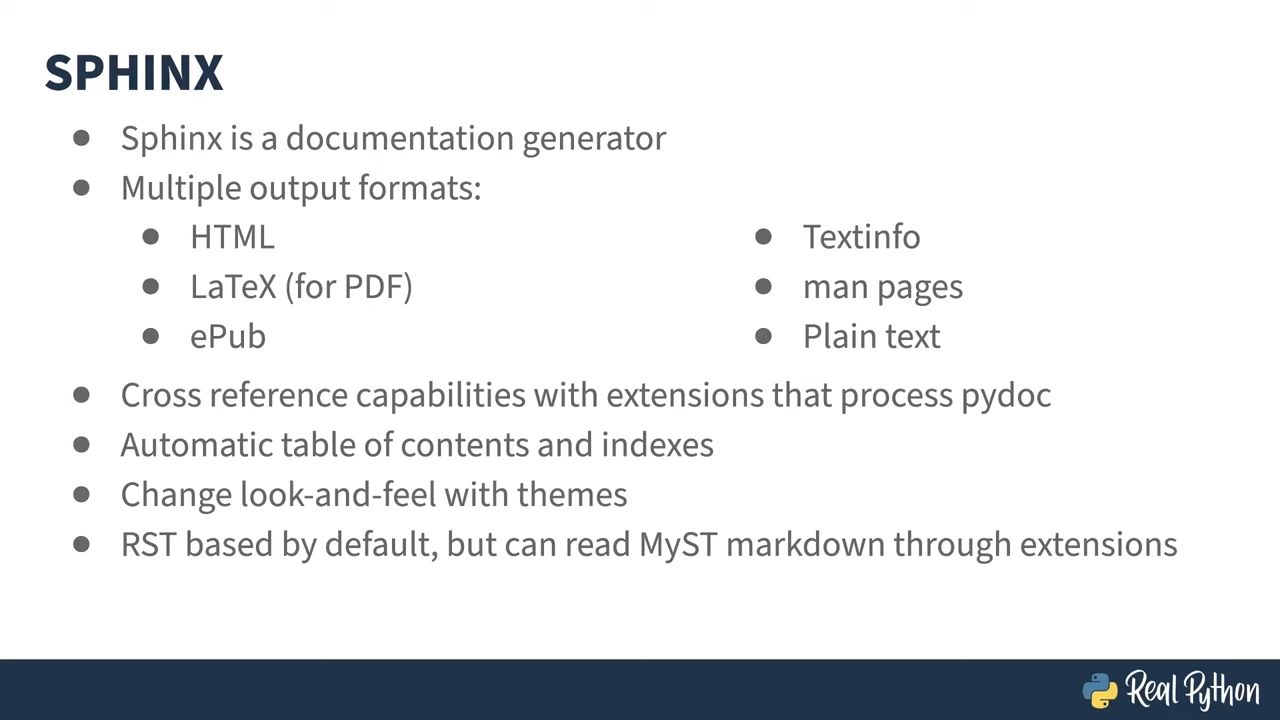 SPHINX
Sphinx is a documentation generator
Multiple output formats:
HTML
LaTeX (for PDF)
ePub
Textinfo
man pages
Plain text
Cross reference capabilities with extensions that process pydoc
Automatic table of contents and indexes
Change look-and-feel with themes
RST based by default, but can read MyST markdown through extensions
Real Python